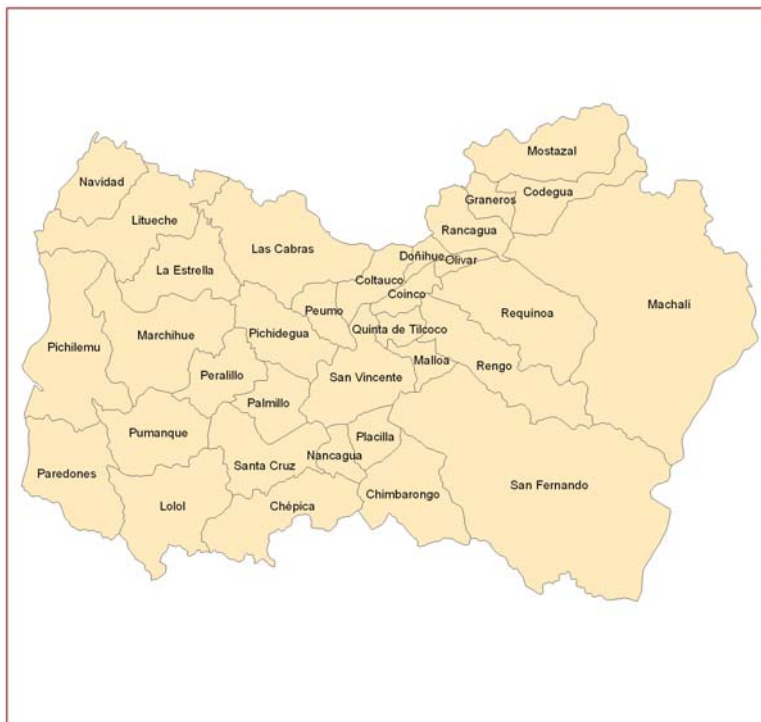 Mostazal
Navidad
Codegua
Graneros
Litueche
Rancagua
Las Cabras
Doñihue
Olivar
La Estrella
Coltauco
Coinco
Machalí
Peumo
Requinoa
Quinta de Tilcoco
Marchihue
Pichidegua
Pichilemu
Malloa
Rengo
Peralillo
San Vincente
Palmillo
Pumanque
Placilla
Nancagua
Santa Cruz
Paredones
San Fernando
Chimbarongo
Lolol
Chépica